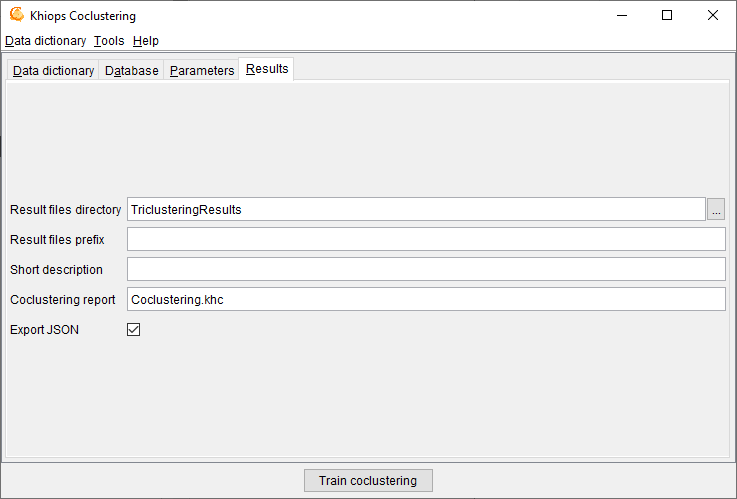 Khiops Coclustering
Data dictionary Tools Help
Data dictionary Database Parameters Results
Result files directory TriclusteringResults ...
Result files prefix
Short description
Coclustering report Coclustering.khc
Export JSON
Train coclustering